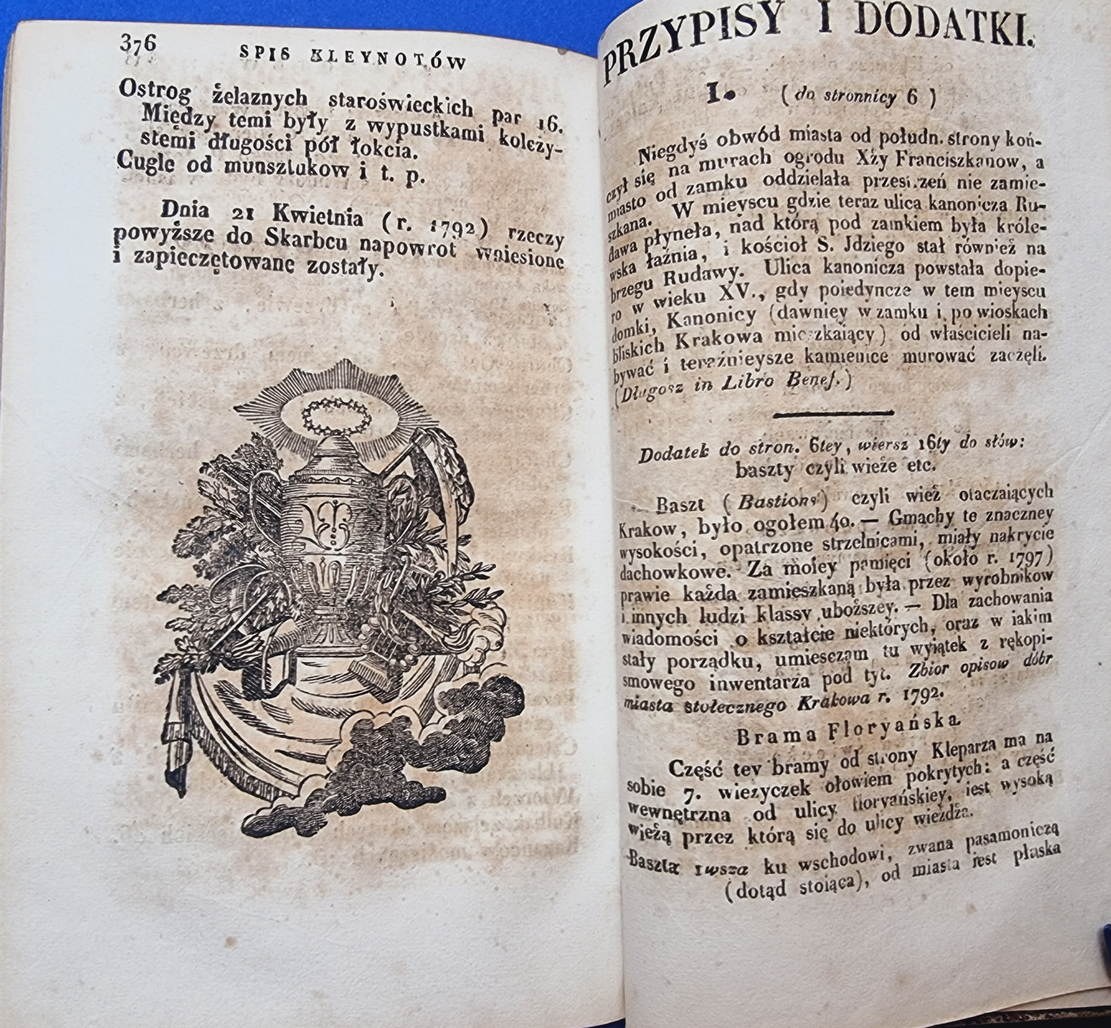 376
SPIS KLEYNOTÓW
Ostrog żelaznych staroświeckich par 16.
Między temi były z wypustkami kolczy-
stemi długości pół łokcia.
Cugle od munsztukow i t. p.
Dnia 21 Kwietnia (r. 1792) rzeczy
powyższe do Skarbcu napowrot wniesione
i zapieczętowane zostały.
PRZYPISY I DODATKI.
I. (do stronnicy 6)
Niegdyś obwód miasta od połudn. strony koń-
czył się na murach ogrodu Xży Franciszkanow, a
miasto od zamku oddzielała przestrzeń nie zamie-
szkana. W mieyscu gdzie teraz ulica kanonicza Ru-
dawa płynęła, nad którą pod zamkiem była króle-
wska łaźnia, i kościoł S. Jdziego stał również na
brzegu Rudawy. Ulica kanonicza powstała dopie-
ro w wieku XV., gdy poiedyncze w tem mieyscu
domki, Kanonicy (dawniey w zamku i po wioskach
bliskich Krakowa mieszkaiący) od właścicieli na-
bywać i teraźnieysze kamienice murować zaczęli.
(Długosz in Libro Benef.)
Dodatek do stron. 6tey, wiersz 16ty do słów:
baszty czyli wieże etc.
Baszt (Bastions) czyli wież otaczaiących
Krakow, było ogołem 40. — Gmachy te znaczney
wysokości, opatrzone strzelnicami, miały nakrycie
dachowkowe. Za moiey pamięci (około r. 1797)
prawie każda zamieszkaną była przez wyrobnikow
i innych ludzi klassy uboższey. — Dla zachowania
wiadomości o kształcie niektórych, oraz w iakim
stały porządku, umiesczam tu wyiątek z rękopi-
smowego inwentarza pod tyt. Zbior opisow dóbr
miasta stołecznego Krakowa r. 1792.
Brama Floryańska
Część tey bramy od strony Kleparza ma na
sobie 7. wieżyczek ołowiem pokrytych: a część
wewnętrzna od ulicy floryańskiey, iest wysoką
wieżą przez którą się do ulicy wieżdża.
Baszta 1wsza ku wschodowi, zwana pasamoniczą
(dotąd stoiąca), od miasta iest płaska